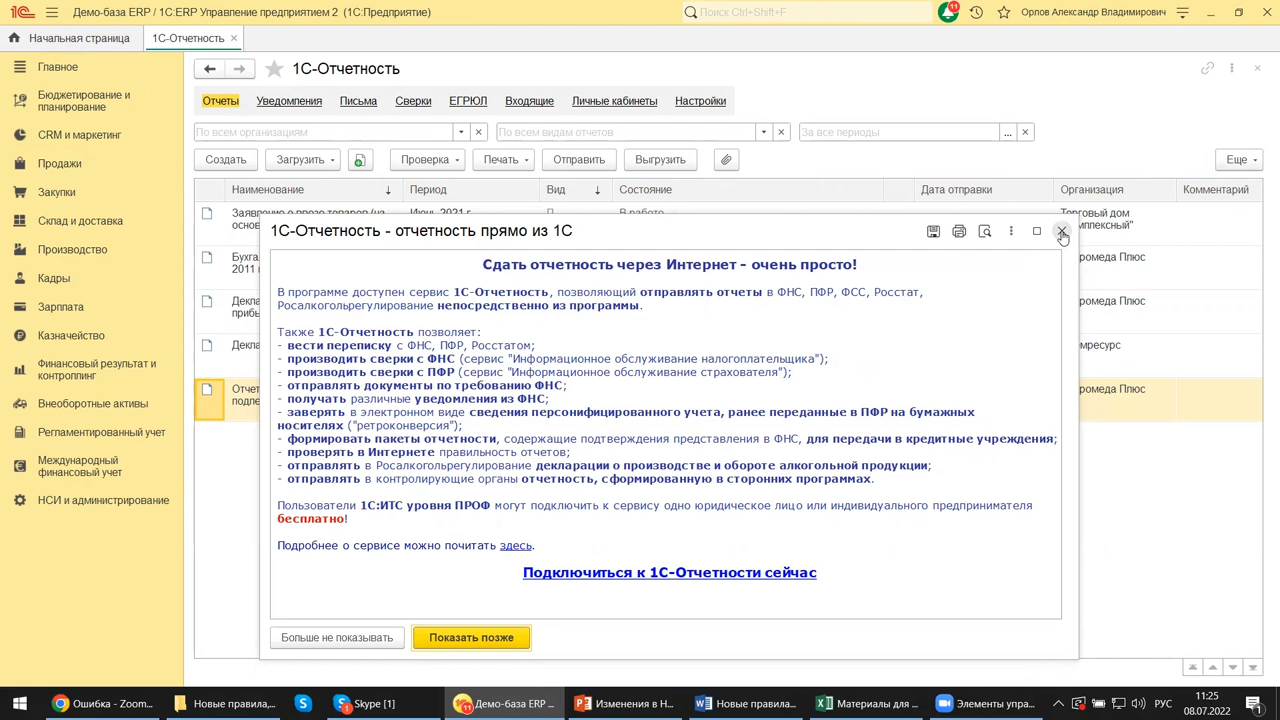 Демо-база ERP / 1С:ERP Управление предприятием 2 (1С:Предприятие)
Поиск Ctrl+Shift+F
11
Орлов Александр Владимирович
Начальная страница
1С-Отчетность
Главное
Бюджетирование и
планирование
CRM и маркетинг
Продажи
Закупки
Склад и доставка
Производство
Кадры
Зарплата
Казначейство
Финансовый результат и
контроллинг
Внеоборотные активы
Регламентированный учет
Международный
финансовый учет
НСИ и администрирование
1С-Отчетность
Отчеты Уведомления Письма Сверки ЕГРЮЛ Входящие Личные кабинеты Настройки
По всем организациям По всем видам отчетов За все периоды ...
Создать Загрузить Проверка Печать Отправить Выгрузить Еще
Наименование Период Вид Состояние Дата отправки Организация Комментарий
1С-Отчетность - отчетность прямо из 1С
Сдать отчетность через Интернет - очень просто!
В программе доступен сервис 1С-Отчетность, позволяющий отправлять отчеты в ФНС, ПФР, ФСС, Росстат,
Росалкогольрегулирование непосредственно из программы.
Также 1С-Отчетность позволяет:
- вести переписку с ФНС, ПФР, Росстатом;
- производить сверки с ФНС (сервис "Информационное обслуживание налогоплательщика");
- производить сверки с ПФР (сервис "Информационное обслуживание страхователя");
- отправлять документы по требованию ФНС;
- получать различные уведомления из ФНС;
- заверять в электронном виде сведения персонифицированного учета, ранее переданные в ПФР на бумажных
носителях ("ретроконверсия");
- формировать пакеты отчетности, содержащие подтверждения представления в ФНС, для передачи в кредитные учреждения;
- проверять в Интернете правильность отчетов;
- отправлять в Росалкогольрегулирование декларации о производстве и обороте алкогольной продукции;
- отправлять в контролирующие органы отчетность, сформированную в сторонних программах.
Пользователи 1С:ИТС уровня ПРОФ могут подключить к сервису одно юридическое лицо или индивидуального предпринимателя
бесплатно!
Подробнее о сервисе можно почитать здесь.
Подключиться к 1С-Отчетности сейчас
Больше не показывать Показать позже
Ошибка - Zoom... Новые правила,... Skype [1] Демо-база ERP ... Изменения в Н... Новые правила... Материалы для ... Элементы упра... РУС
11:25
08.07.2022